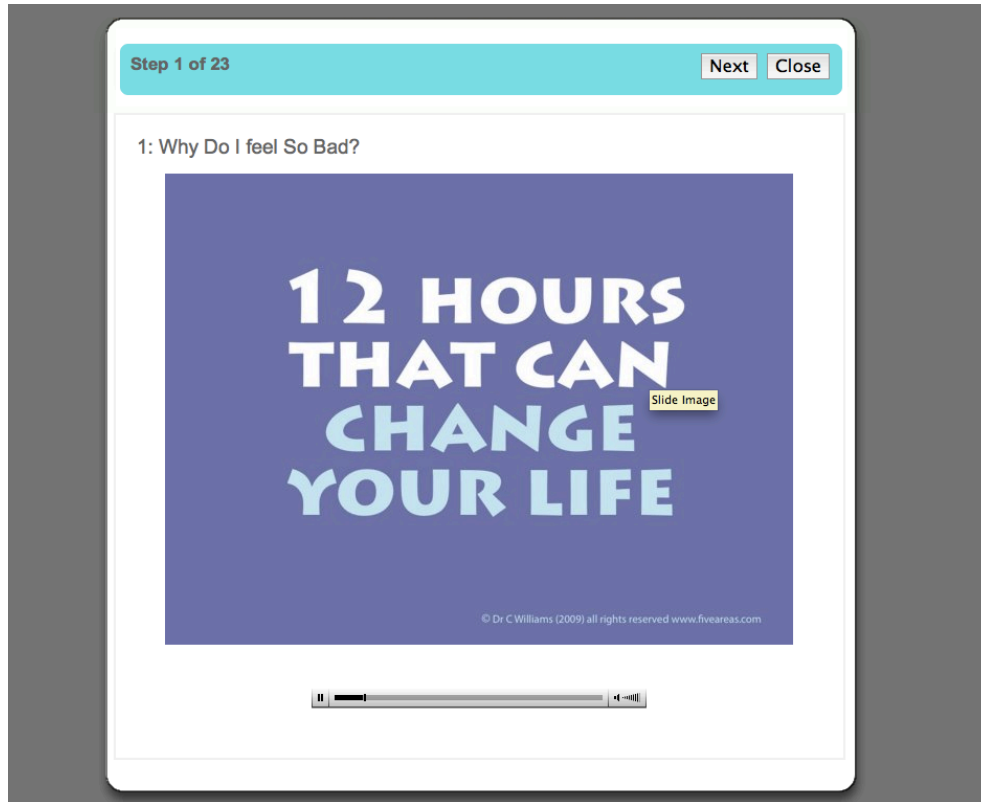 Step 1 of 23
Next
Close
1: Why Do I feel So Bad?
12 HOURS
THAT CAN
CHANGE
YOUR LIFE
Slide Image
© Dr C Williams (2009) all rights reserved www.fiveareas.com